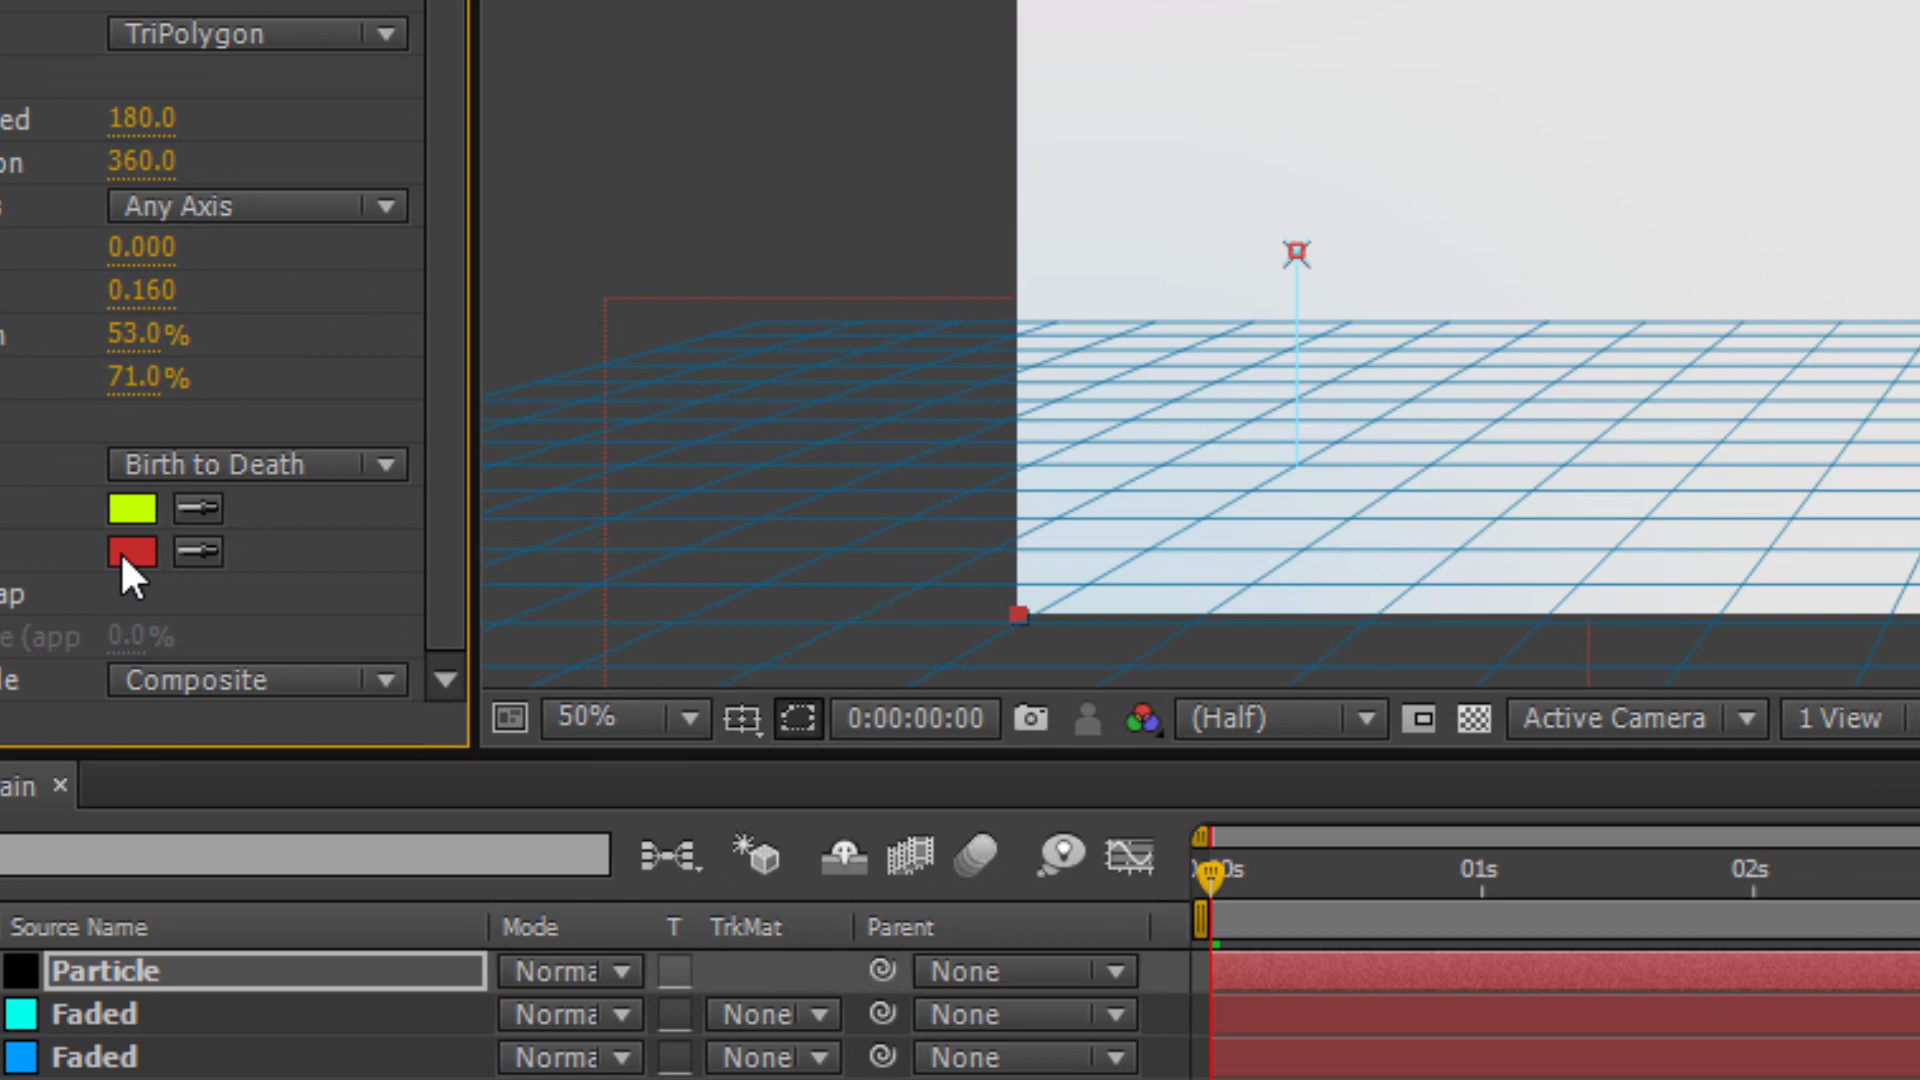 TriPolygon
ed 180.0
on 360.0
s Any Axis
0.000
0.160
n 53.0%
71.0%
Birth to Death
ap
e (app 0.0%
le Composite
50% 0:00:00:00 (Half) Active Camera 1 View
ain ×
01s 02s
Source Name Mode T TrkMat Parent
Particle Norma None
Faded Norma None None
Faded Norma None None